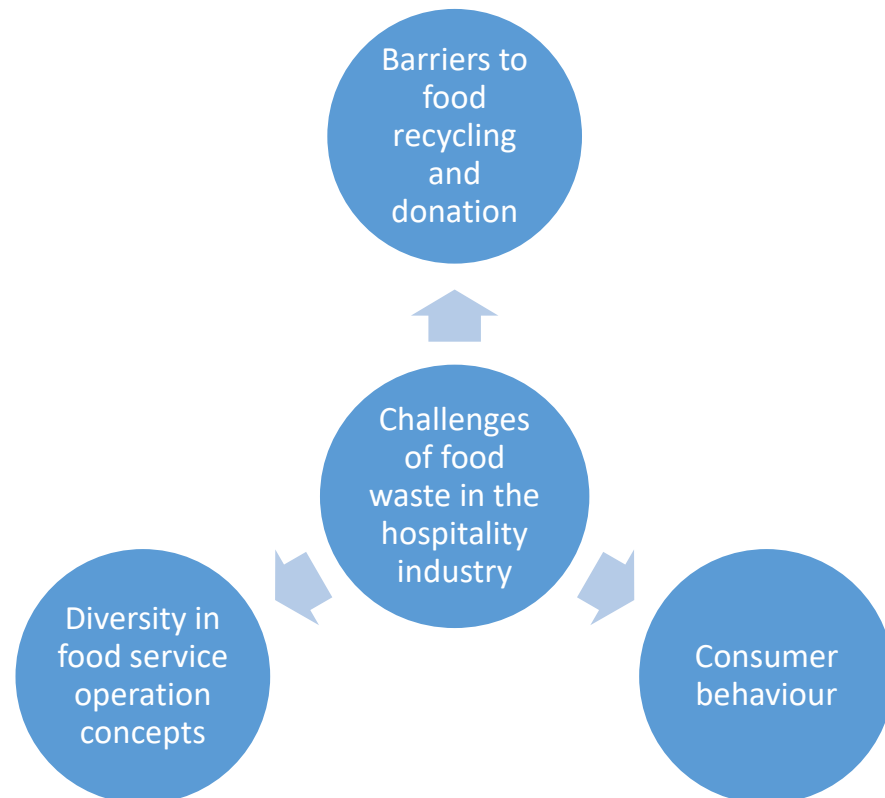 Barriers to
food
recycling
and
donation
Challenges
of food
waste in the
hospitality
industry
Diversity in
food service
operation
concepts
Consumer
behaviour